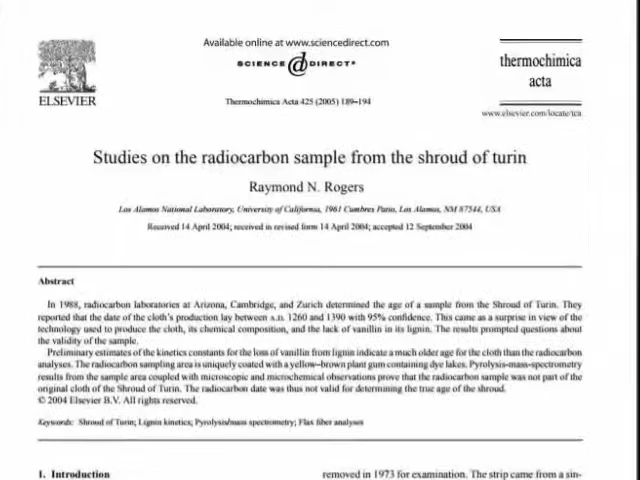 Available online at www.sciencedirect.com
SCIENCE @ DIRECT®
ELSEVIER
Thermochimica Acta 425 (2005) 189–194
thermochimica
acta
www.elsevier.com/locate/tca
Studies on the radiocarbon sample from the shroud of turin
Raymond N. Rogers
Los Alamos National Laboratory, University of California, 1961 Cumbres Patio, Los Alamos, NM 87544, USA
Received 14 April 2004; received in revised form 14 April 2004; accepted 12 September 2004
Abstract
In 1988, radiocarbon laboratories at Arizona, Cambridge, and Zurich determined the age of a sample from the Shroud of Turin. They
reported that the date of the cloth's production lay between A.D. 1260 and 1390 with 95% confidence. This came as a surprise in view of the
technology used to produce the cloth, its chemical composition, and the lack of vanillin in its lignin. The results prompted questions about
the validity of the sample.
Preliminary estimates of the kinetics constants for the loss of vanillin from lignin indicate a much older age for the cloth than the radiocarbon
analyses. The radiocarbon sampling area is uniquely coated with a yellow–brown plant gum containing dye lakes. Pyrolysis-mass-spectrometry
results from the sample area coupled with microscopic and microchemical observations prove that the radiocarbon sample was not part of the
original cloth of the Shroud of Turin. The radiocarbon date was thus not valid for determining the true age of the shroud.
© 2004 Elsevier B.V. All rights reserved.
Keywords: Shroud of Turin; Lignin kinetics; Pyrolysis/mass spectrometry; Flax fiber analyses
1. Introduction
removed in 1973 for examination. The strip came from a sin-